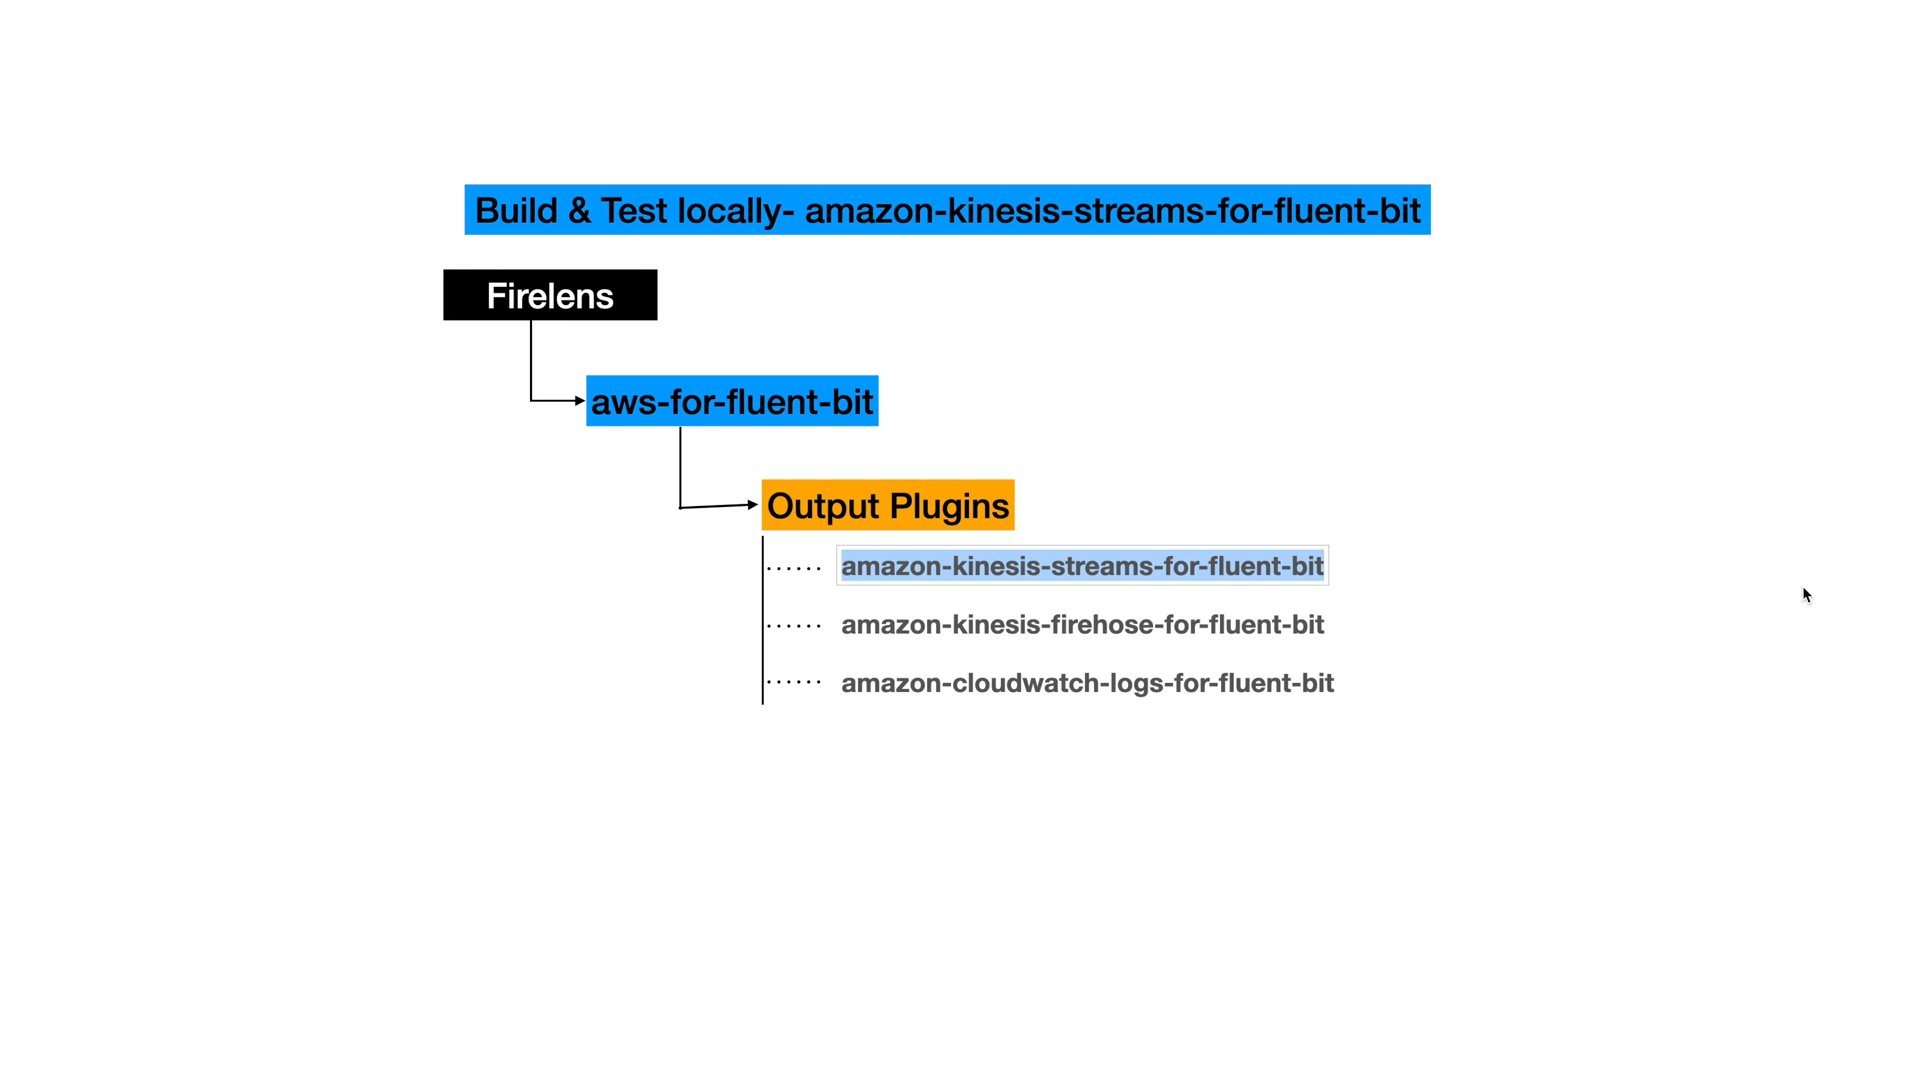 Build & Test locally- amazon-kinesis-streams-for-fluent-bit
Firelens
aws-for-fluent-bit
Output Plugins
amazon-kinesis-streams-for-fluent-bit
amazon-kinesis-firehose-for-fluent-bit
amazon-cloudwatch-logs-for-fluent-bit